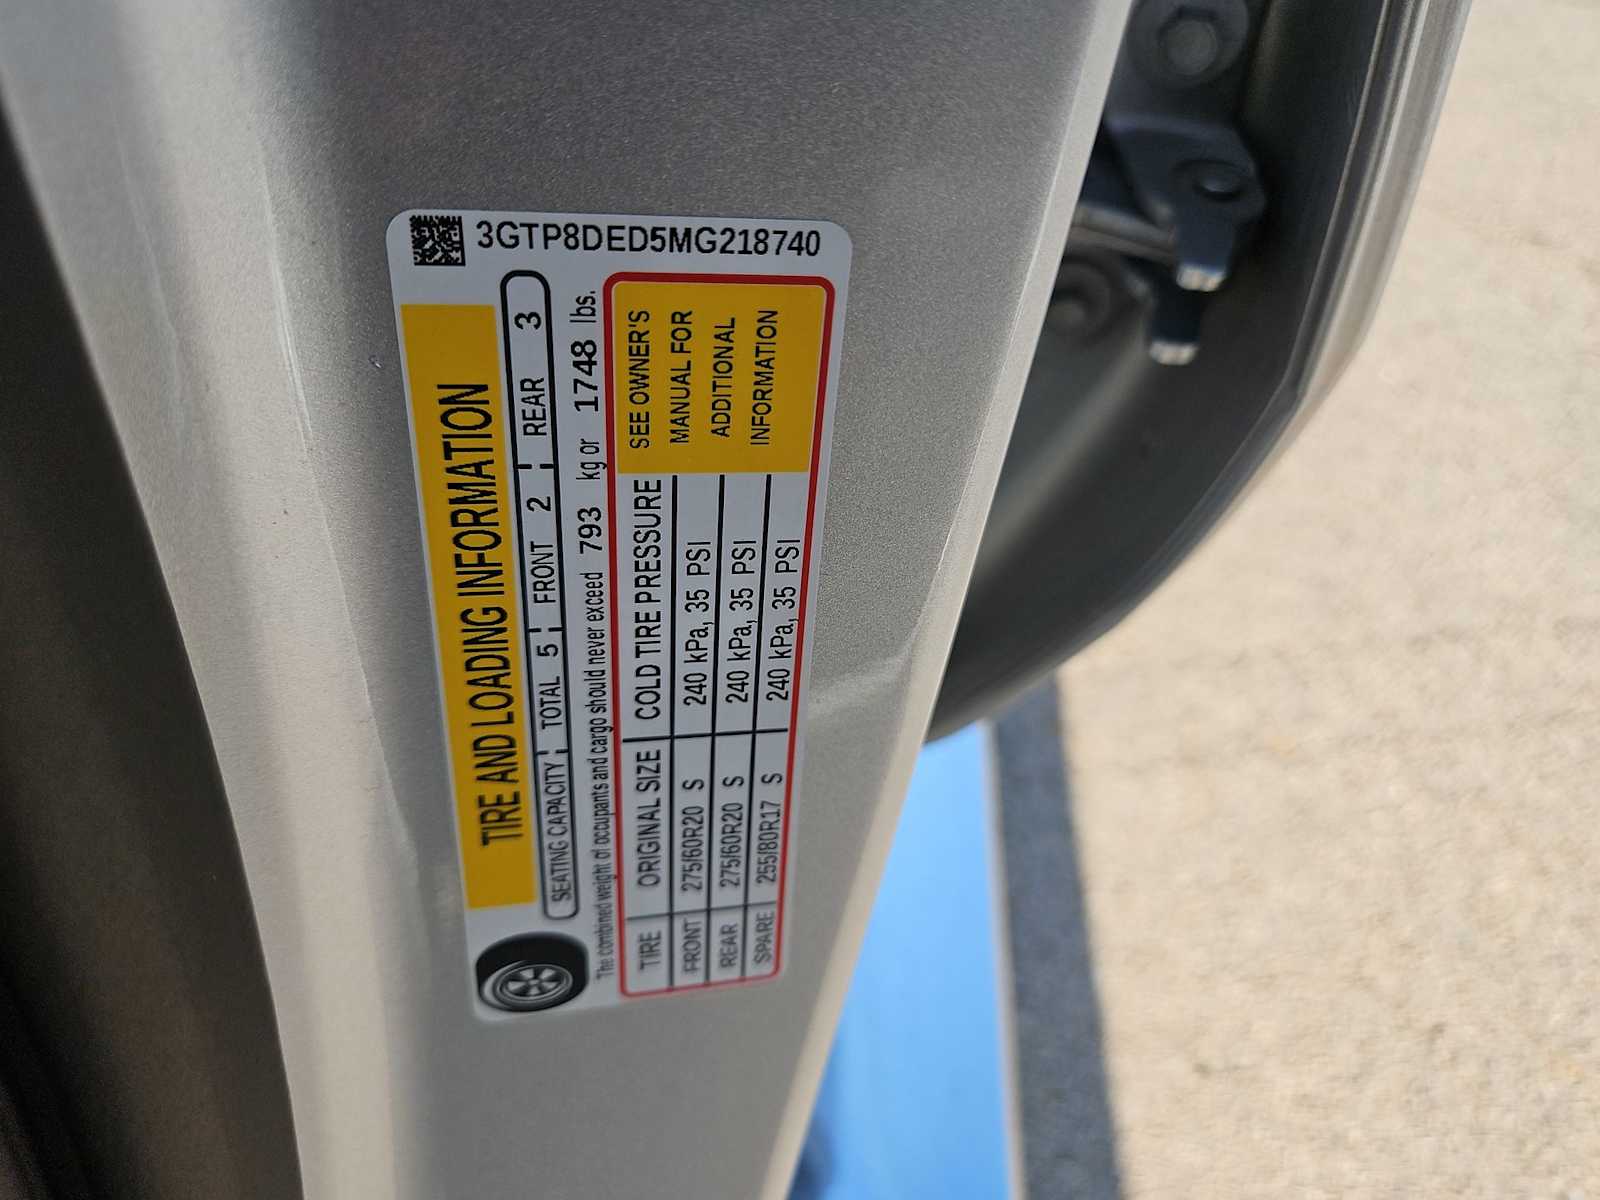 3GTP8DED5MG218740
TIRE AND LOADING INFORMATION
SEATING CAPACITY TOTAL 5 FRONT 2 REAR 3
The combined weight of occupants and cargo should never exceed 793 kg or 1748 lbs.
TIRE ORIGINAL SIZE COLD TIRE PRESSURE
FRONT 275/60R20 S 240 kPa, 35 PSI
REAR 275/60R20 S 240 kPa, 35 PSI
SPARE 255/80R17 S 240 kPa, 35 PSI
SEE OWNER'S
MANUAL FOR
ADDITIONAL
INFORMATION